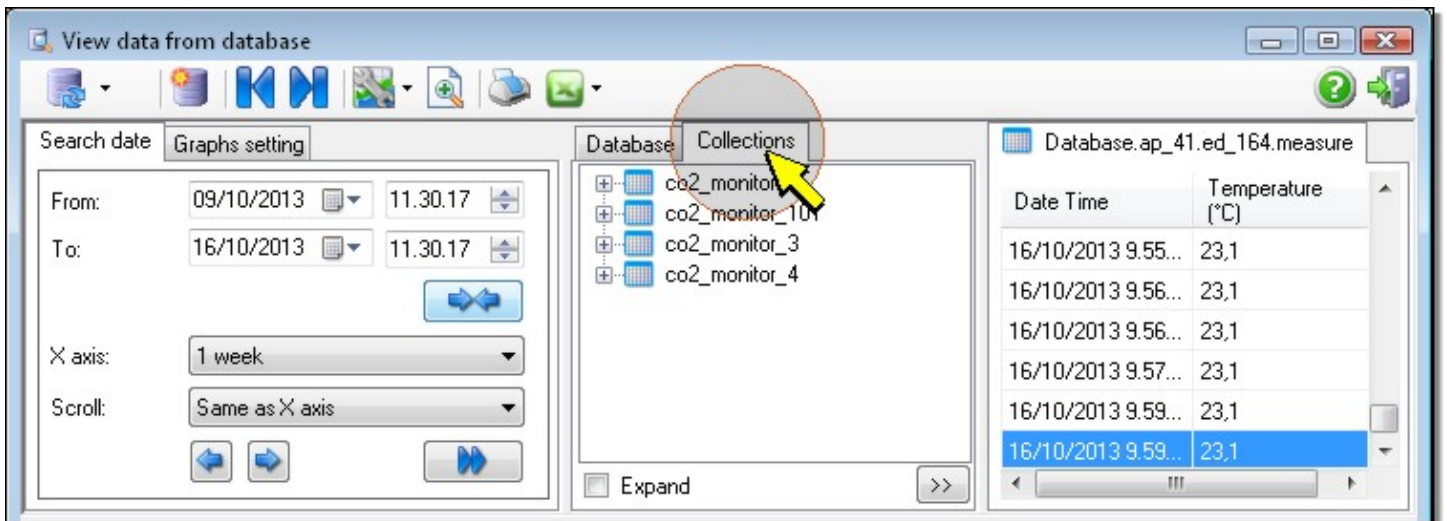 View data from database
Search date
Graphs setting
From:
09/10/2013
11.30.17
To:
16/10/2013
11.30.17
X axis:
1 week
Scroll:
Same as X axis
Database
Collections
co2_monitor
co2_monitor_101
co2_monitor_3
co2_monitor_4
Expand
>>
Database.ap_41.ed_164.measure
Date Time
Temperature
(°C)
16/10/2013 9.55... 23,1
16/10/2013 9.56... 23,1
16/10/2013 9.56... 23,1
16/10/2013 9.57... 23,1
16/10/2013 9.59... 23,1
16/10/2013 9.59... 23,1